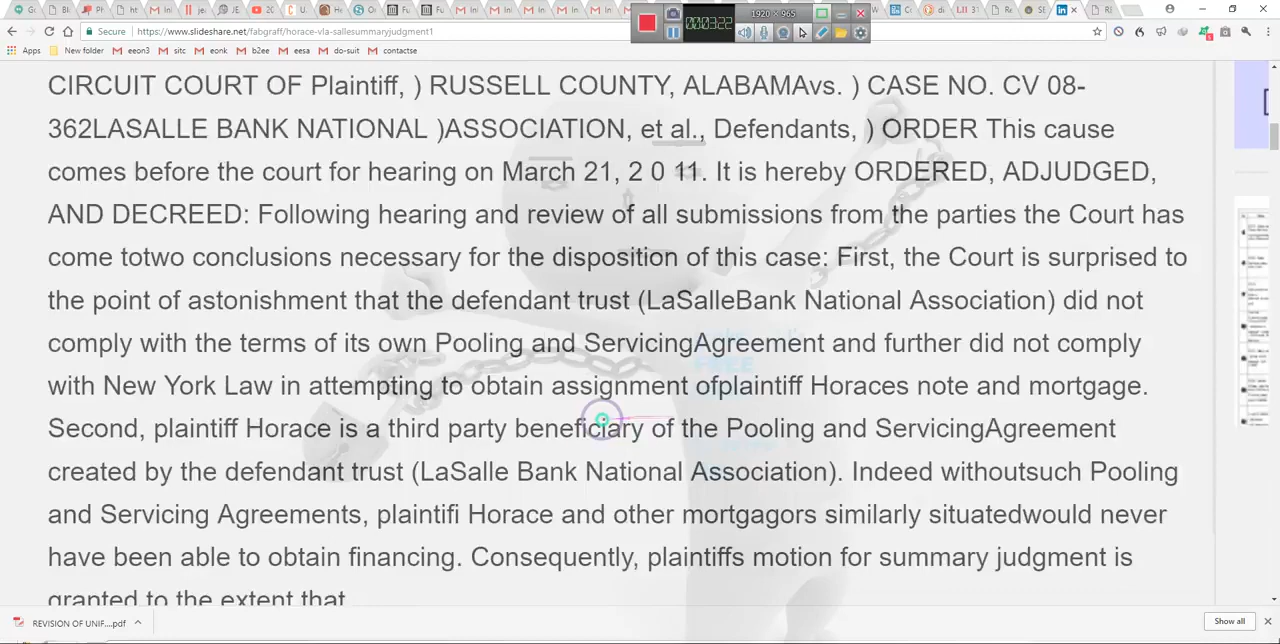 1920 × 965
00:03:22
Secure
https://www.slideshare.net/fabgraff/horace-vla-sallesummaryjudgment1
Apps New folder eeon3 sitc eonk b2ee eesa do-suit contactse
CIRCUIT COURT OF Plaintiff, ) RUSSELL COUNTY, ALABAMAvs. ) CASE NO. CV 08-
362LASALLE BANK NATIONAL )ASSOCIATION, et al., Defendants, ) ORDER This cause
comes before the court for hearing on March 21, 2 0 11. It is hereby ORDERED, ADJUDGED,
AND DECREED: Following hearing and review of all submissions from the parties the Court has
come totwo conclusions necessary for the disposition of this case: First, the Court is surprised to
the point of astonishment that the defendant trust (LaSalleBank National Association) did not
comply with the terms of its own Pooling and ServicingAgreement and further did not comply
with New York Law in attempting to obtain assignment ofplaintiff Horaces note and mortgage.
Second, plaintiff Horace is a third party beneficiary of the Pooling and ServicingAgreement
created by the defendant trust (LaSalle Bank National Association). Indeed withoutsuch Pooling
and Servicing Agreements, plaintifi Horace and other mortgagors similarly situatedwould never
have been able to obtain financing. Consequently, plaintiffs motion for summary judgment is
granted to the extent that
REVISION OF UNIF....pdf
Show all